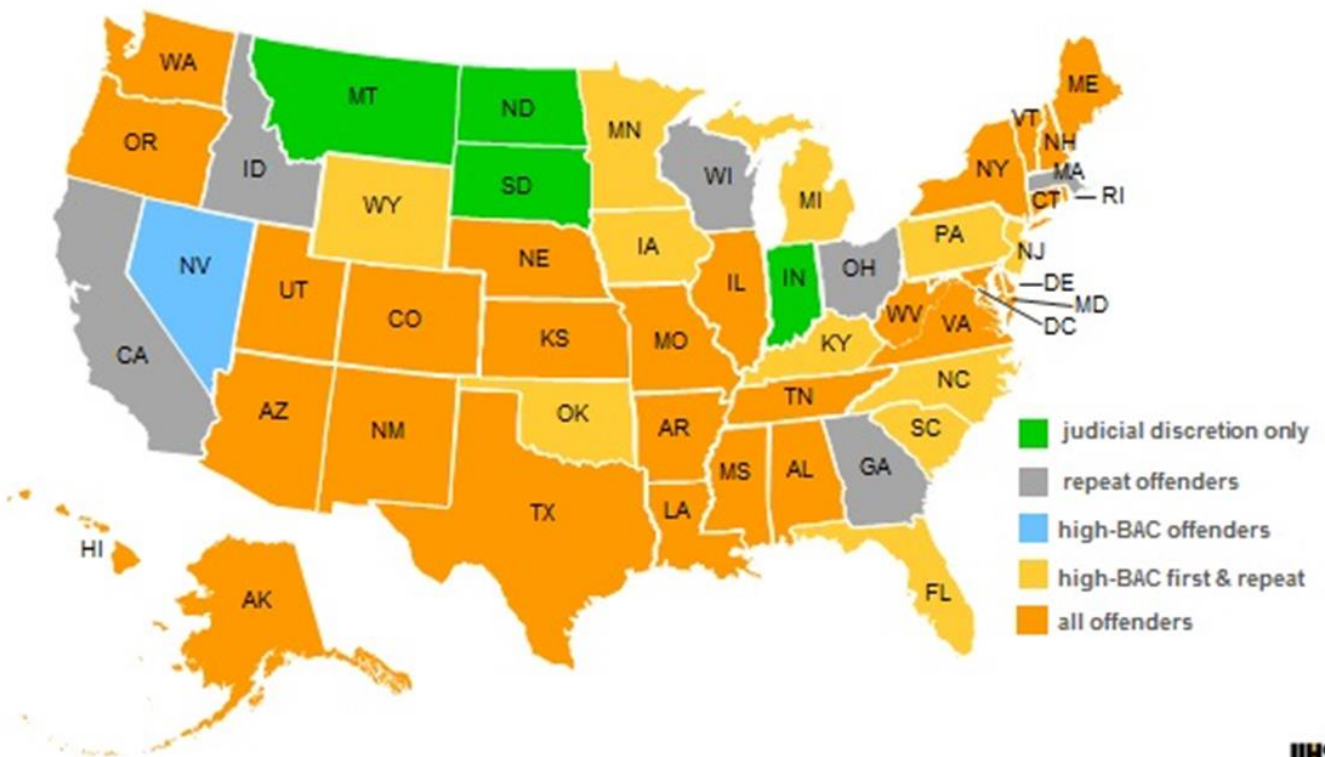 WA
MT
ND
MN
ME
VT
NH
OR
ID
SD
WI
NY
MA
RI
CT
WY
MI
IA
PA
NJ
NV
NE
IL
IN
OH
DE
MD
DC
UT
CO
KS
MO
WV
VA
KY
CA
NC
TN
AZ
NM
OK
AR
SC
MS
AL
GA
TX
LA
HI
AK
FL
judicial discretion only
repeat offenders
high-BAC offenders
high-BAC first & repeat
all offenders